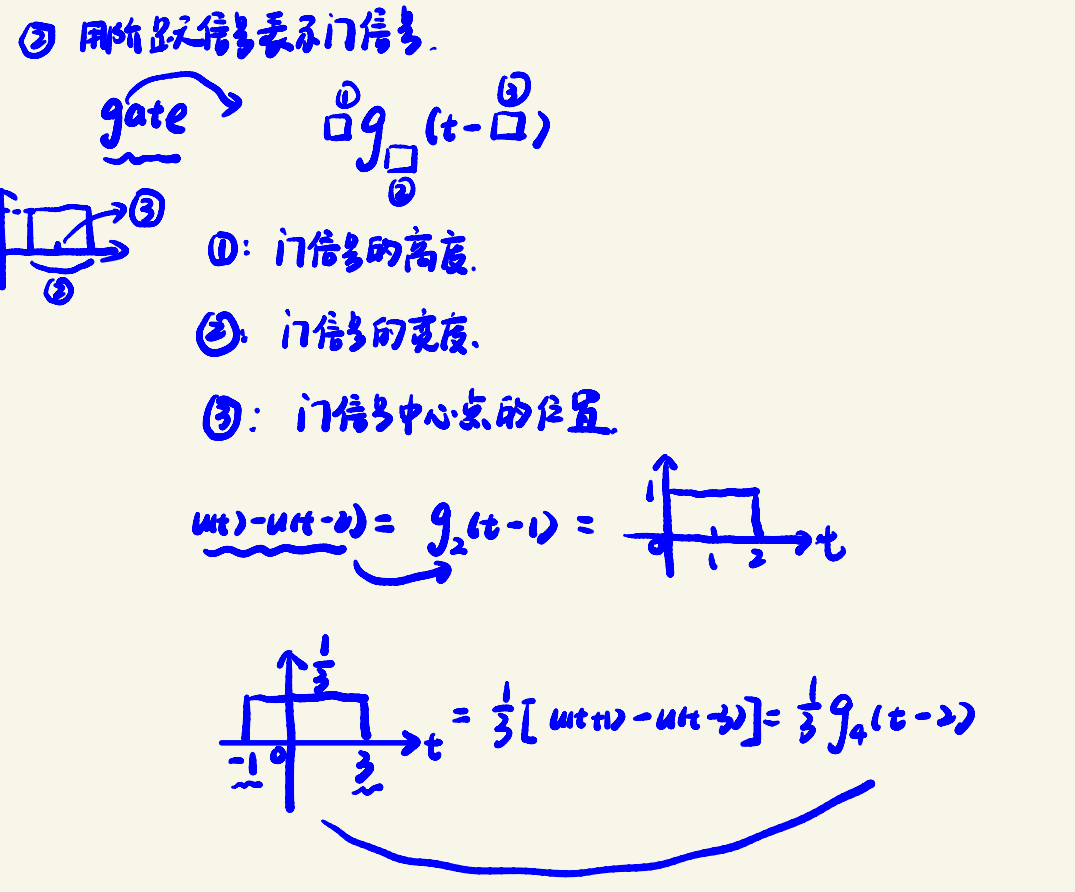 ② 用阶跃信号表示门信号.
gate
① ③
□g□(t-□)
②
③
②
①: 门信号的高度.
②: 门信号的宽度.
③: 门信号中心点的位置.
u(t)-u(t-2)= g₂(t-1) =
1
0 1 2 t
1/3
-1 0 3 t
= 1/3[u(t+1)-u(t-3)]= 1/3 g₄(t-2)